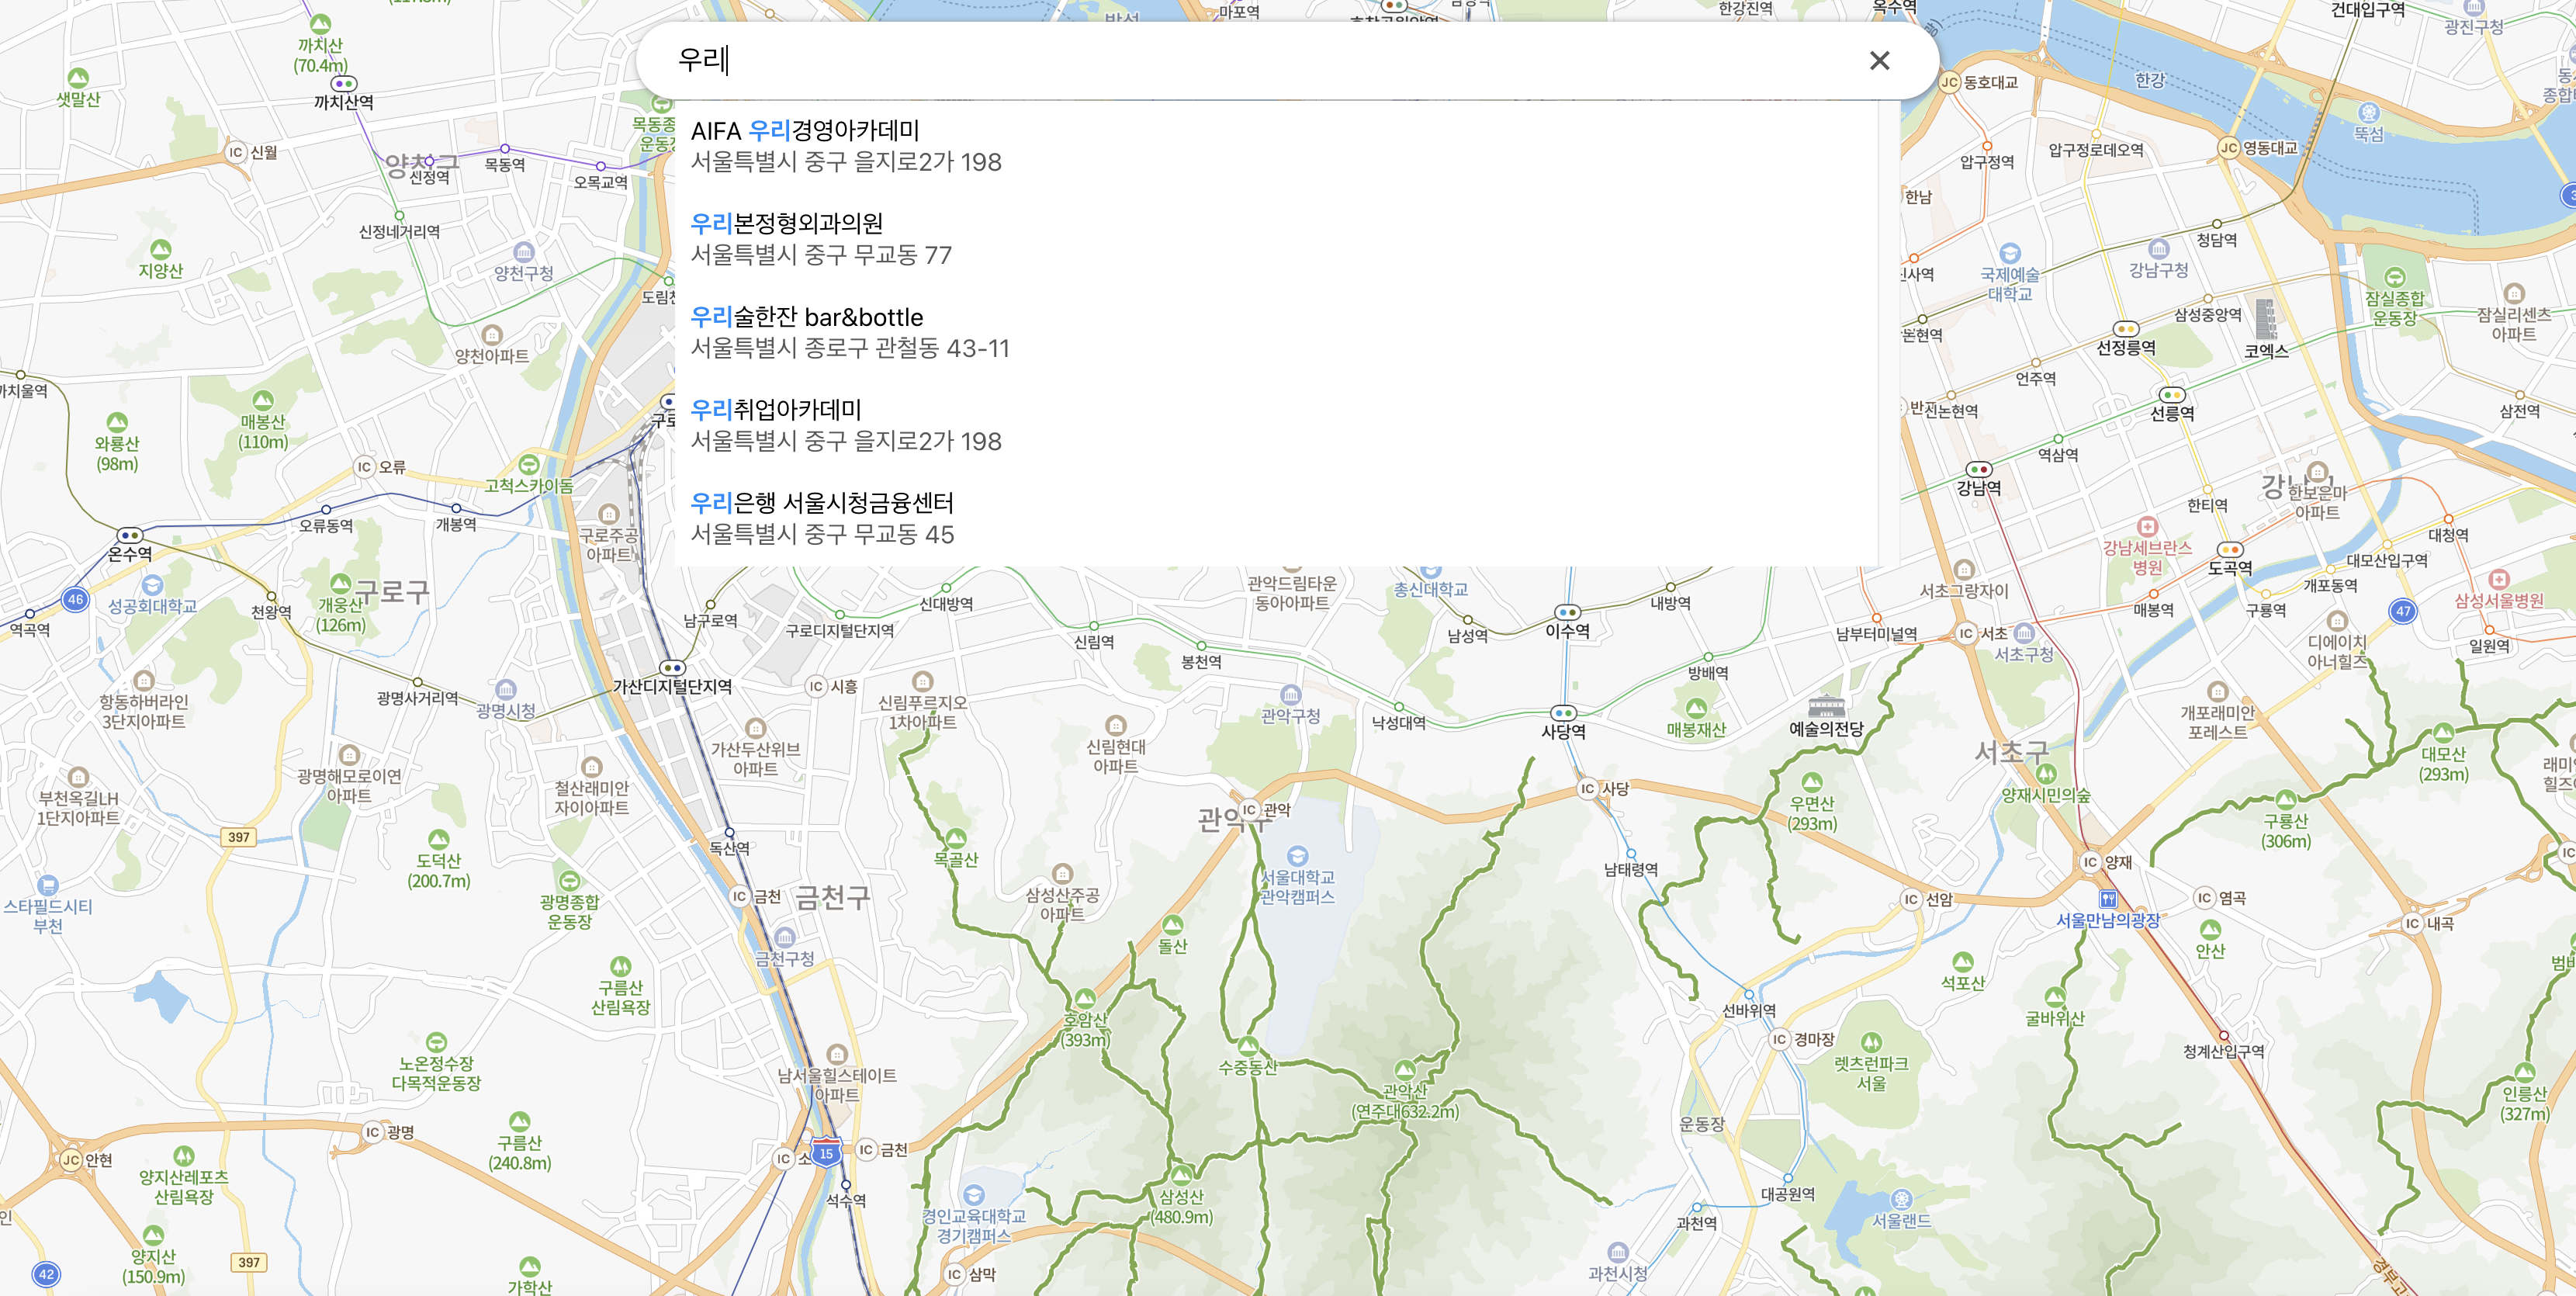 우리
AIFA 우리경영아카데미
서울특별시 중구 을지로2가 198
우리본정형외과의원
서울특별시 중구 무교동 77
우리술한잔 bar&bottle
서울특별시 종로구 관철동 43-11
우리취업아카데미
서울특별시 중구 을지로2가 198
우리은행 서울시청금융센터
서울특별시 중구 무교동 45
마포역
한강진역
옥수역
건대입구역
광진구청
까치산
(70.4m)
까치산역
샛말산
IC 신월
양천구
신정역
목동역
오목교역
신정네거리역
지양산
양천구청
양천아파트
까치울역
와룡산
(98m)
매봉산
(110m)
IC 오류
고척스카이돔
오류동역
개봉역
구로주공
아파트
온수역
46
성공회대학교
역곡역
천왕역
개웅산
(126m)
구로구
JC 동호대교
한강
뚝섬
압구정역
압구정로데오역
JC 영동대교
한남
청담역
국제예술
대학교
강남구청
잠실종합
운동장
잠실리센츠
아파트
삼성중앙역
선정릉역
코엑스
언주역
신논현역
선릉역
삼전역
역삼역
강남역
한티역
한보은마
아파트
강남세브란스
병원
도곡역
대모산입구역
대청역
개포동역
구룡역
매봉역
47
삼성서울병원
일원역
디에이치
아너힐즈
서초그랑자이
남구로역
구로디지털단지역
신대방역
신림역
봉천역
관악드림타운
동아아파트
총신대학교
남성역
이수역
내방역
남부터미널역
IC 서초
서초구청
방배역
항동하버라인
3단지아파트
광명사거리역
광명시청
가산디지털단지역
IC 시흥
신림푸르지오
1차아파트
관악구청
낙성대역
사당역
매봉재산
예술의전당
서초구
개포래미안
포레스트
대모산
(293m)
부천옥길LH
1단지아파트
광명해모로이연
아파트
철산래미안
자이아파트
가산두산위브
아파트
신림현대
아파트
관악구
IC 관악
IC 사당
우면산
(293m)
양재시민의숲
구룡산
(306m)
397
도덕산
(200.7m)
독산역
목골산
서울대학교
관악캠퍼스
남태령역
IC 양재
스타필드시티
부천
광명종합
운동장
IC 금천
금천구
삼성산주공
아파트
돌산
IC 선암
서울만남의광장
IC 염곡
IC 내곡
금천구청
안산
석포산
구름산
산림욕장
호암산
(393m)
선바위역
굴바위산
노온정수장
다목적운동장
남서울힐스테이트
아파트
수중동산
관악산
(연주대632.2m)
IC 경마장
렛츠런파크
서울
청계산입구역
인릉산
(327m)
운동장
IC 광명
구름산
(240.8m)
JC 안현
양지산레포츠
산림욕장
15
IC 금천
석수역
경인교육대학교
경기캠퍼스
삼성산
(480.9m)
대공원역
과천역
서울랜드
양지산
(150.9m)
397
42
가학산
IC 삼막
과천시청